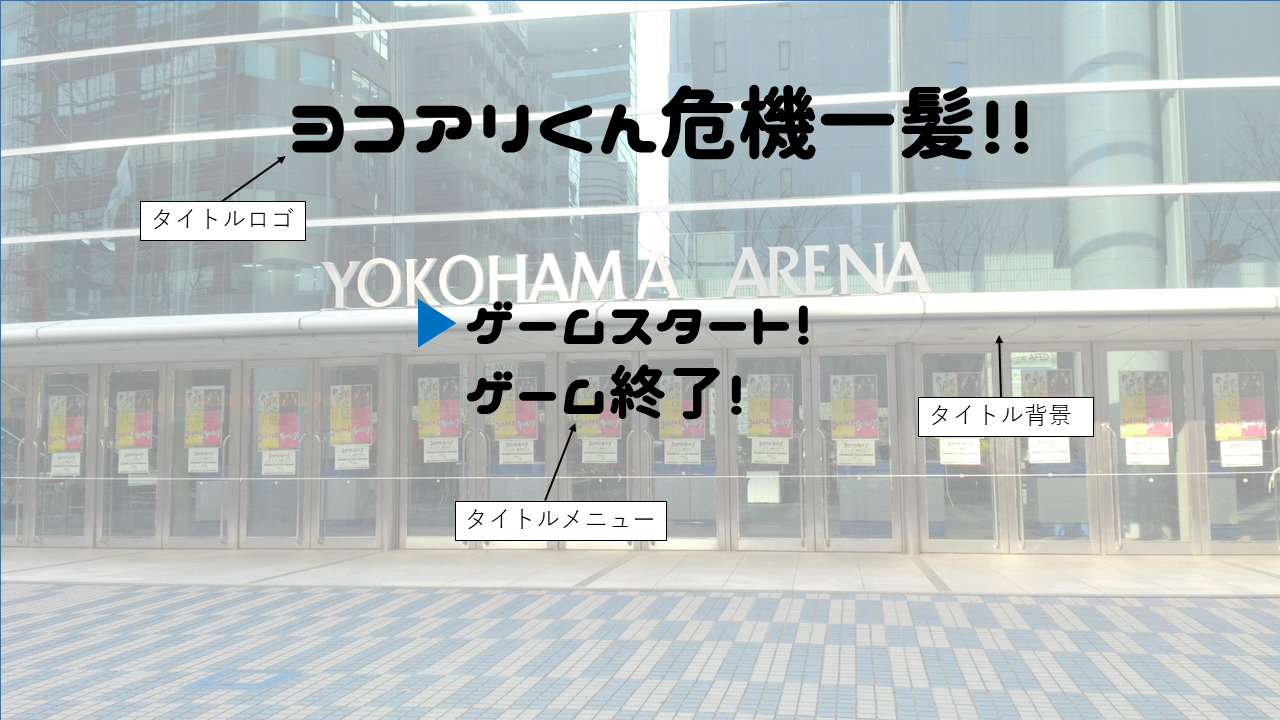 ヨコアリくん危機一髪!!
タイトルロゴ
YOKOHAMA ARENA
ゲームスタート!
ゲーム終了!
タイトル背景
タイトルメニュー